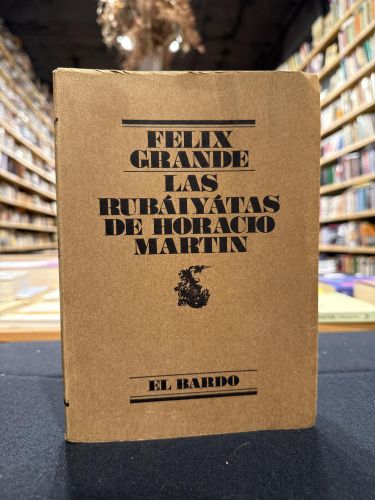 FELIX
GRANDE
LAS
RUBÁIYÁTAS
DE HORACIO
MARTIN
EL BARDO